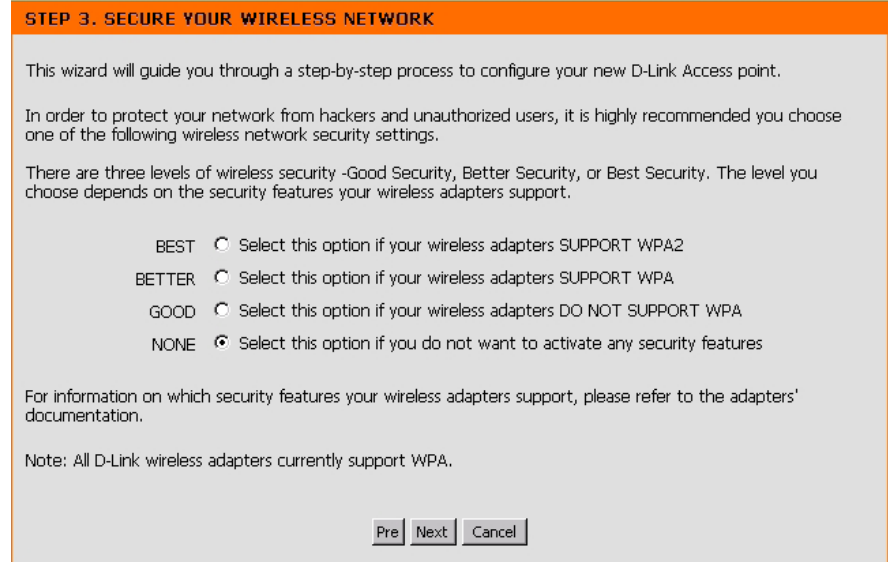 STEP 3. SECURE YOUR WIRELESS NETWORK
This wizard will guide you through a step-by-step process to configure your new D-Link Access point.
In order to protect your network from hackers and unauthorized users, it is highly recommended you choose
one of the following wireless network security settings.
There are three levels of wireless security -Good Security, Better Security, or Best Security. The level you
choose depends on the security features your wireless adapters support.
BEST Select this option if your wireless adapters SUPPORT WPA2
BETTER Select this option if your wireless adapters SUPPORT WPA
GOOD Select this option if your wireless adapters DO NOT SUPPORT WPA
NONE Select this option if you do not want to activate any security features
For information on which security features your wireless adapters support, please refer to the adapters'
documentation.
Note: All D-Link wireless adapters currently support WPA.
Pre Next Cancel